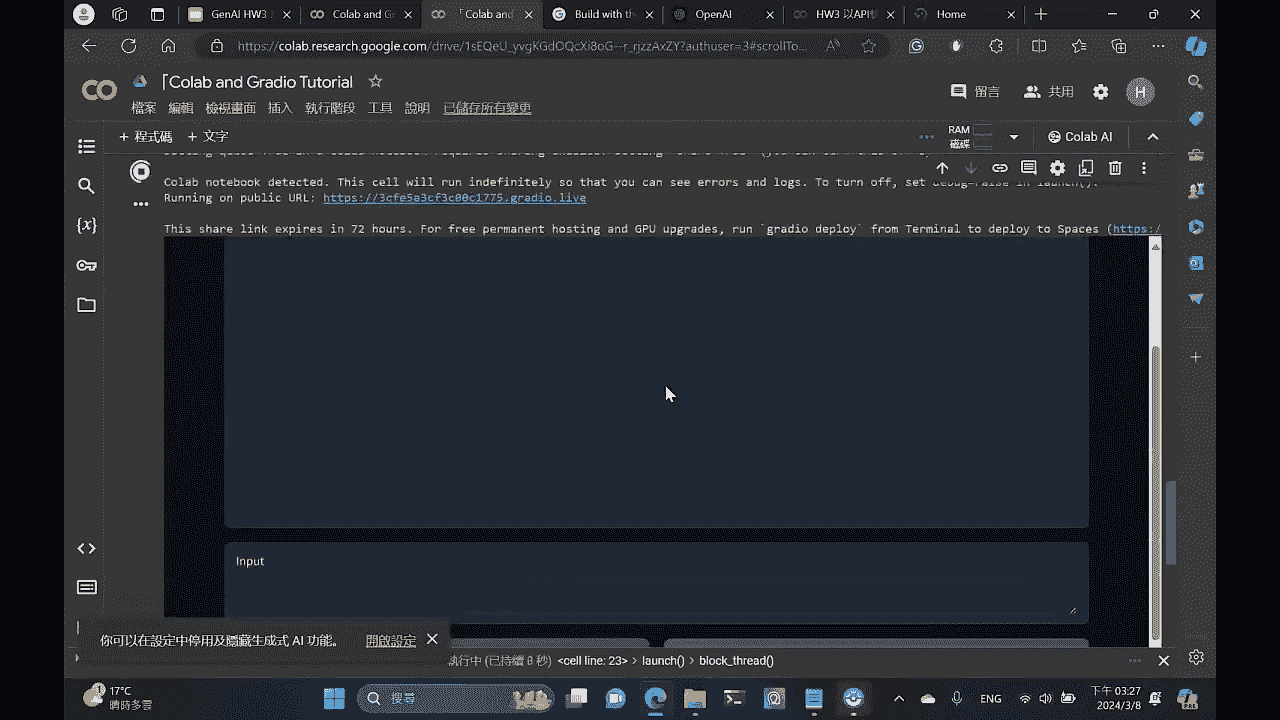 GenAI HW3
Colab and Gr
「Colab and
Build with th
OpenAI
HW3 以API
Home
https://colab.research.google.com/drive/1sEQeU_yvgKGdOQcXi8oG--r_rjzzAxZY?authuser=3#scrollTo...
「Colab and Gradio Tutorial
留言
共用
H
檔案 編輯 檢視畫面 插入 執行階段 工具 說明 已儲存所有變更
+ 程式碼 + 文字
RAM
磁碟
Colab AI
Colab notebook detected. This cell will run indefinitely so that you can see errors and logs. To turn off, set debug=False in launch().
Running on public URL: https://3cfe5a3cf3c00c1775.gradio.live
This share link expires in 72 hours. For free permanent hosting and GPU upgrades, run `gradio deploy` from Terminal to deploy to Spaces (https:/
Input
你可以在設定中停用及隱藏生成式 AI 功能。 開啟設定
執行中 (已持續 8 秒) <cell line: 23> > launch() > block_thread()
1
17°C
搜尋
ENG
下午 03:27
2024/3/8